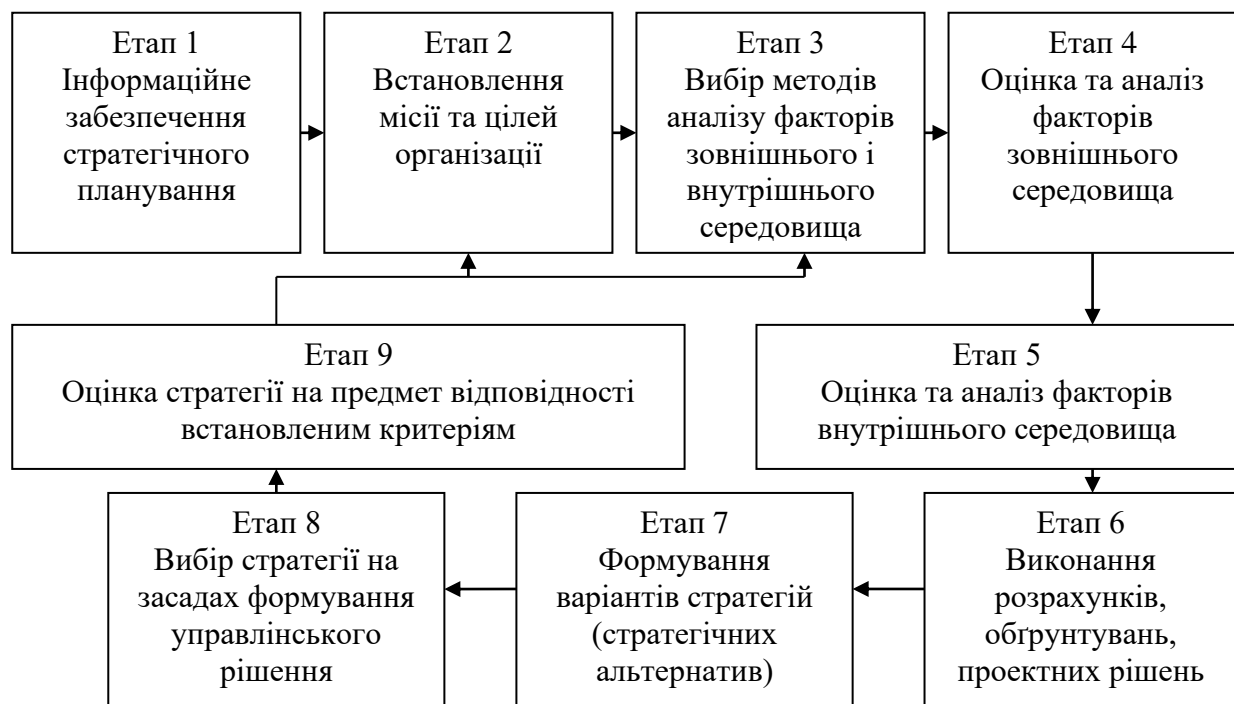 Етап 1
Інформаційне
забезпечення
стратегічного
планування
Етап 2
Встановлення
місії та цілей
організації
Етап 3
Вибір методів
аналізу факторів
зовнішнього і
внутрішнього
середовища
Етап 4
Оцінка та аналіз
факторів
зовнішнього
середовища
Етап 5
Оцінка та аналіз факторів
внутрішнього середовища
Етап 6
Виконання
розрахунків,
обґрунтувань,
проектних рішень
Етап 7
Формування
варіантів стратегій
(стратегічних
альтернатив)
Етап 8
Вибір стратегії на
засадах формування
управлінського
рішення
Етап 9
Оцінка стратегії на предмет відповідності
встановленим критеріям